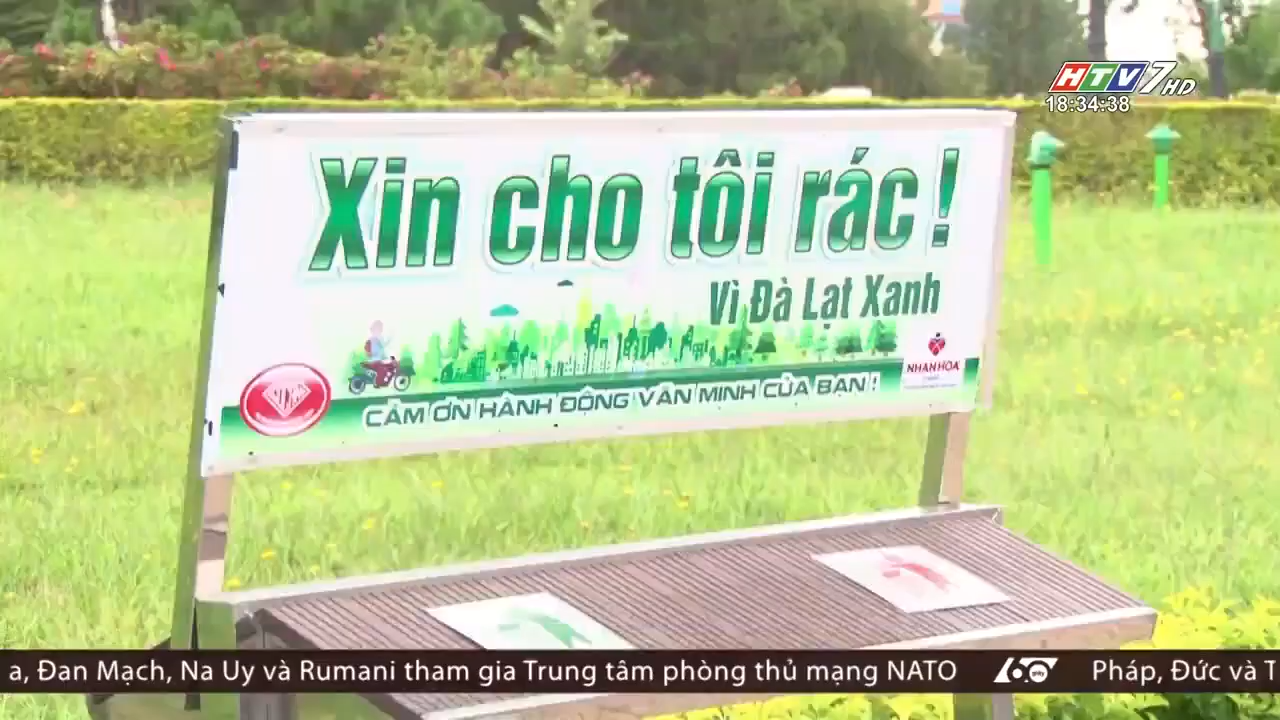 HTV7 HD
18:34:38
Xin cho tôi rác !
Vì Đà Lạt Xanh
NHANHOA
CẢM ƠN HÀNH ĐỘNG VĂN MINH CỦA BẠN !
a, Đan Mạch, Na Uy và Rumani tham gia Trung tâm phòng thủ mạng NATO
60 giây
Pháp, Đức và T